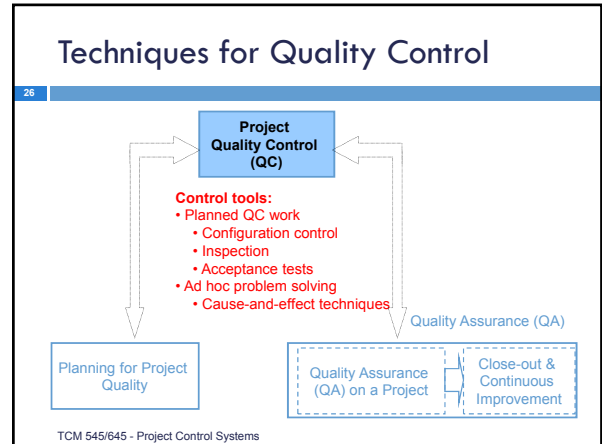 Techniques for Quality Control
26
Project
Quality Control
(QC)
Control tools:
• Planned QC work
• Configuration control
• Inspection
• Acceptance tests
• Ad hoc problem solving
• Cause-and-effect techniques
Quality Assurance (QA)
Planning for Project
Quality
Quality Assurance
(QA) on a Project
Close-out &
Continuous
Improvement
TCM 545/645 - Project Control Systems